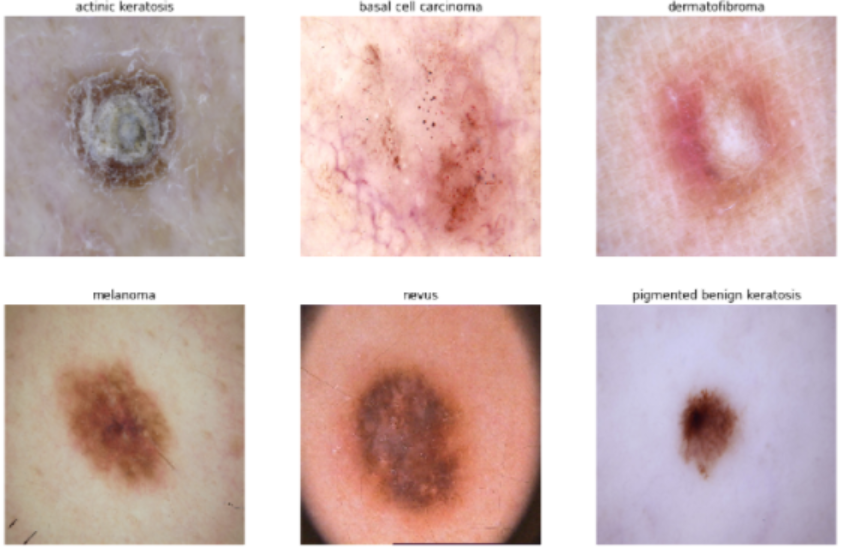 actinic keratosis
basal cell carcinoma
dermatofibroma
melanoma
nevus
pigmented benign keratosis